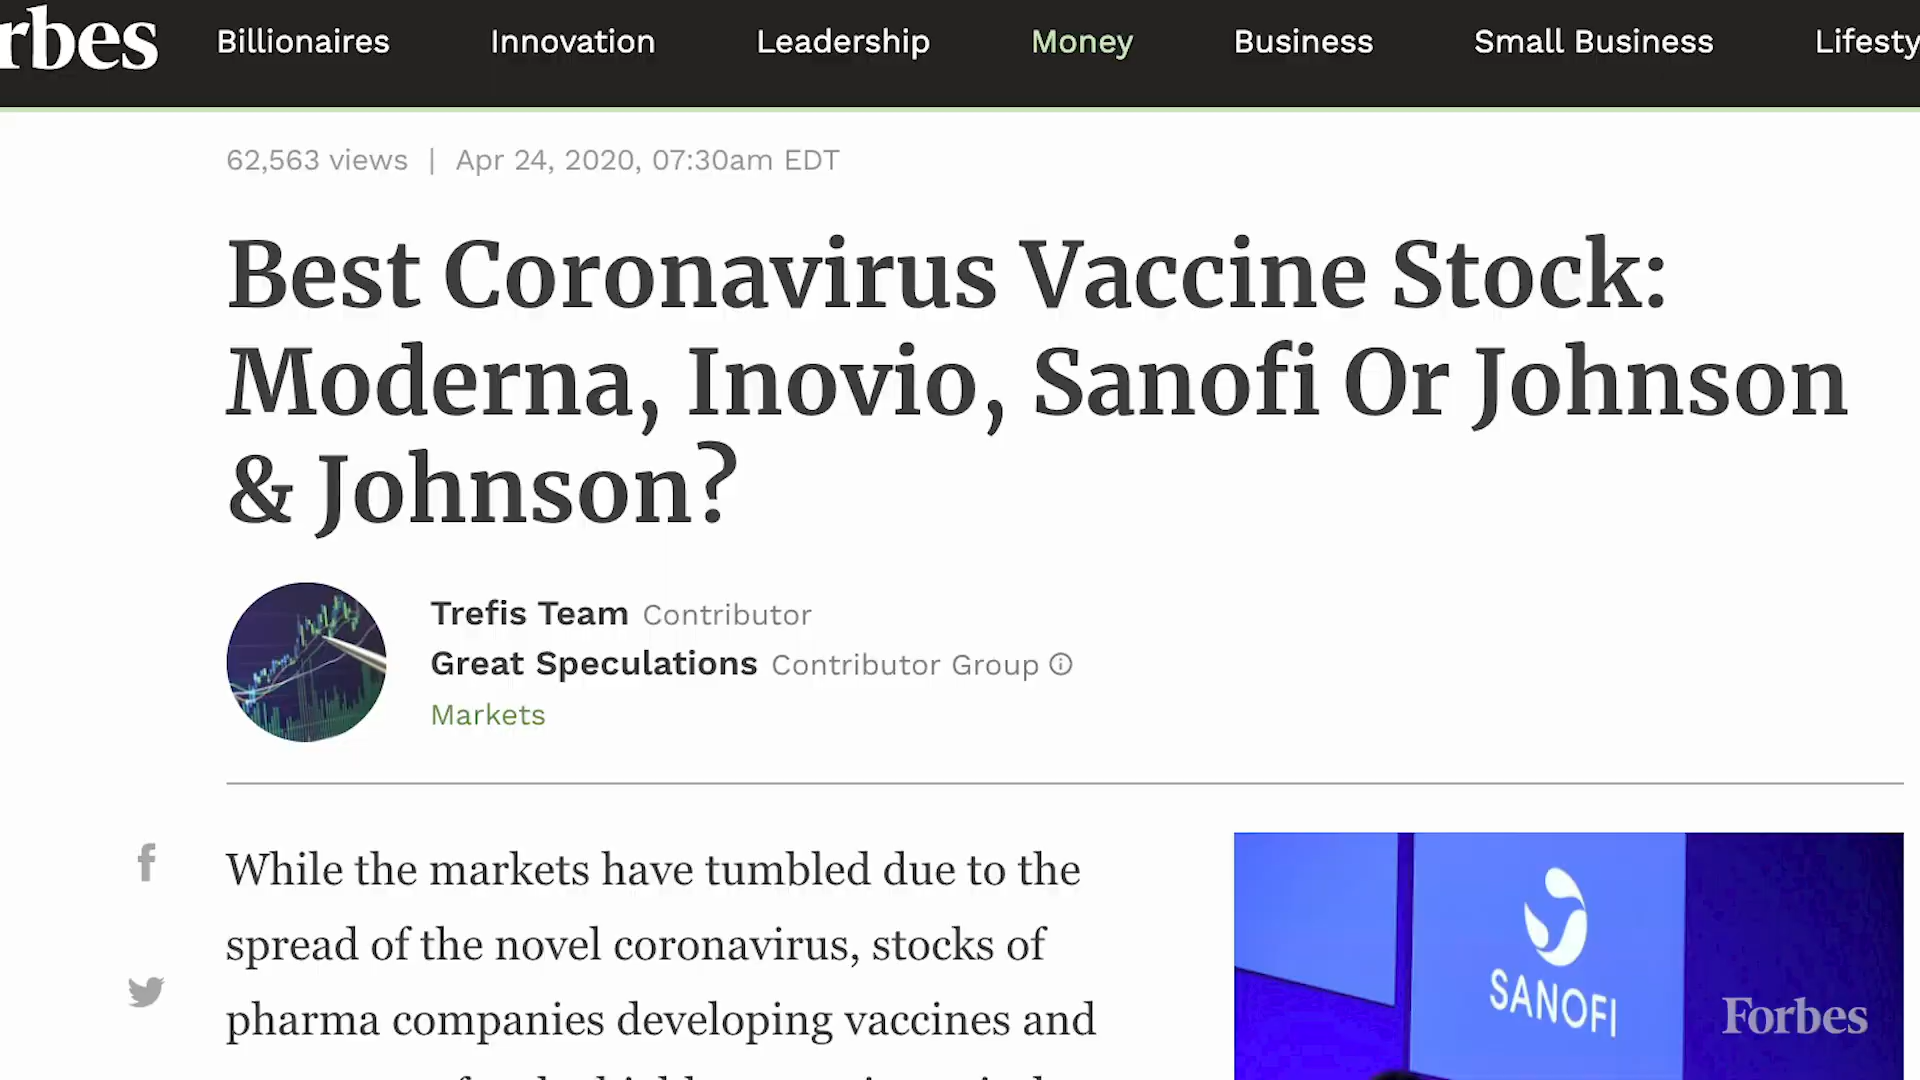 rbes Billionaires Innovation Leadership Money Business Small Business Lifesty
62,563 views | Apr 24, 2020, 07:30am EDT
Best Coronavirus Vaccine Stock:
Moderna, Inovio, Sanofi Or Johnson
& Johnson?
Trefis Team Contributor
Great Speculations Contributor Group
Markets
While the markets have tumbled due to the
spread of the novel coronavirus, stocks of
pharma companies developing vaccines and
SANOFI
Forbes